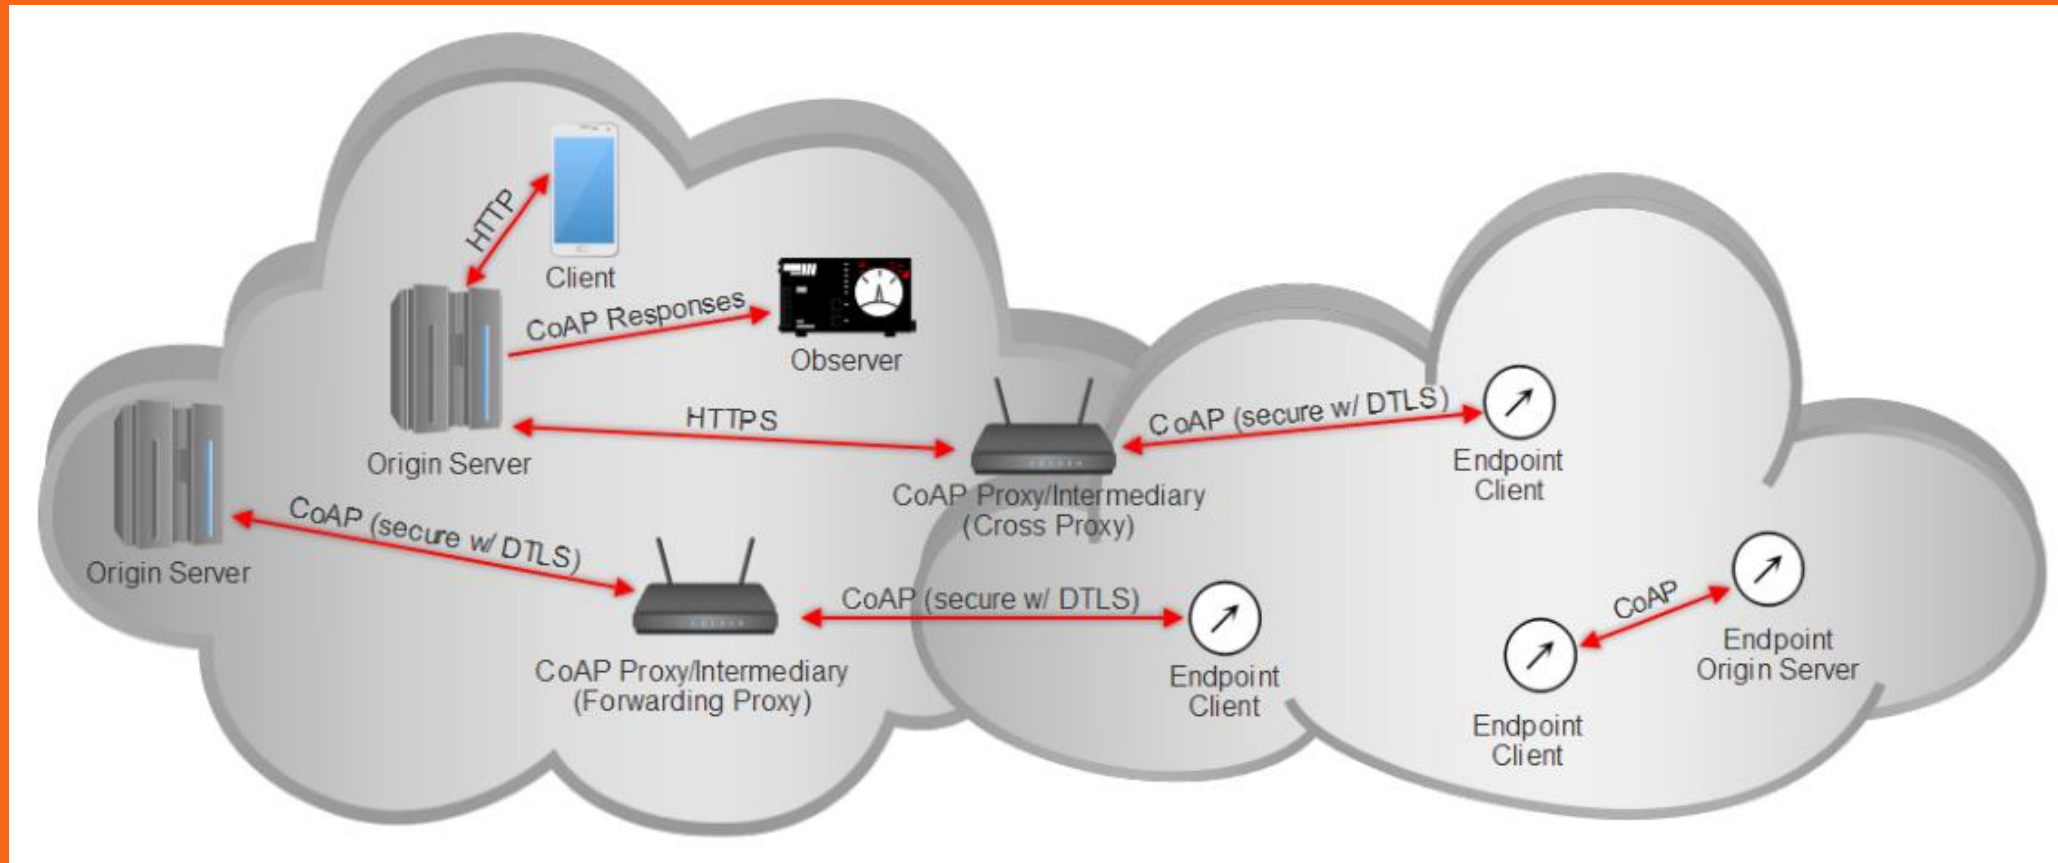 HTTP
Client
CoAP Responses
Observer
Origin Server
HTTPS
CoAP Proxy/Intermediary
(Cross Proxy)
CoAP (secure w/ DTLS)
Endpoint
Client
Origin Server
CoAP (secure w/ DTLS)
CoAP Proxy/Intermediary
(Forwarding Proxy)
CoAP (secure w/ DTLS)
Endpoint
Client
CoAP
Endpoint
Origin Server
Endpoint
Client